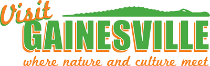 Visit
GAINESVILLE
where nature and culture meet